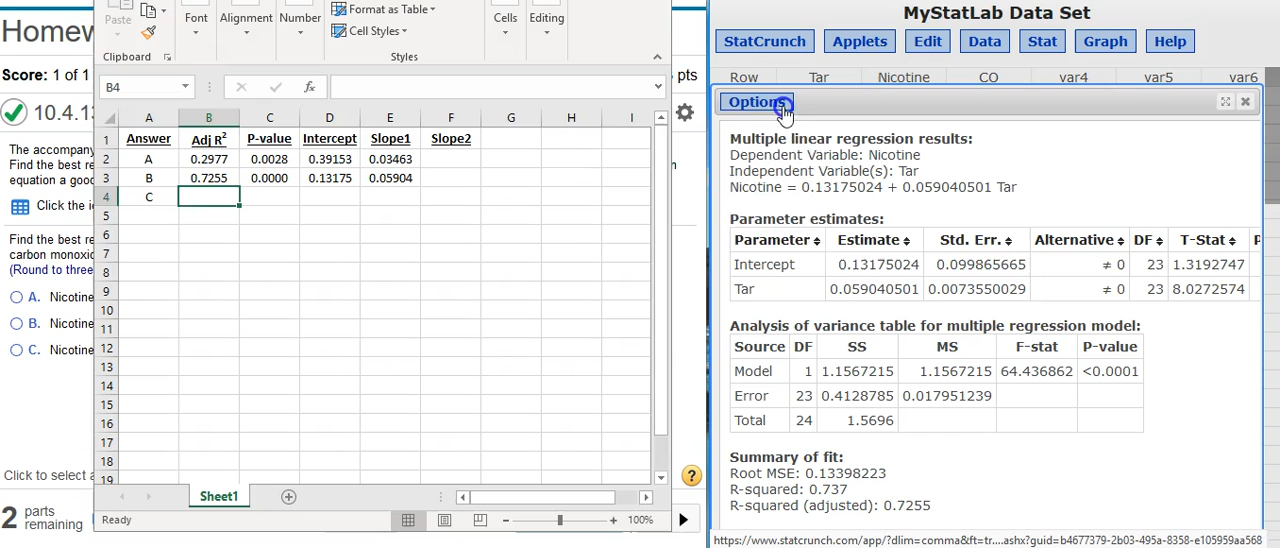 Homew
Score: 1 of 1
pts
10.4.13
The accompany
Find the best re
equation a good
Click the
Find the best re
carbon monoxid
(Round to three
A. Nicotine
B. Nicotine
C. Nicotine
Click to select a
2 parts remaining
Paste
Clipboard
Font
Alignment
Number
Format as Table
Cell Styles
Styles
Cells
Editing
B4
A B C D E F G H I
1 Answer Adj R² P-value Intercept Slope1 Slope2
2 A 0.2977 0.0028 0.39153 0.03463
3 B 0.7255 0.0000 0.13175 0.05904
4 C
5
6
7
8
9
10
11
12
13
14
15
16
17
18
19
Sheet1
Ready
100%
MyStatLab Data Set
StatCrunch Applets Edit Data Stat Graph Help
Row Tar Nicotine CO var4 var5 var6
Options
Multiple linear regression results:
Dependent Variable: Nicotine
Independent Variable(s): Tar
Nicotine = 0.13175024 + 0.059040501 Tar
Parameter estimates:
Parameter Estimate Std. Err. Alternative DF T-Stat P
Intercept 0.13175024 0.099865665 ≠ 0 23 1.3192747
Tar 0.059040501 0.0073550029 ≠ 0 23 8.0272574
Analysis of variance table for multiple regression model:
Source DF SS MS F-stat P-value
Model 1 1.1567215 1.1567215 64.436862 <0.0001
Error 23 0.4128785 0.017951239
Total 24 1.5696
Summary of fit:
Root MSE: 0.13398223
R-squared: 0.737
R-squared (adjusted): 0.7255
https://www.statcrunch.com/app/?dlim=comma&ft=tr....ashx?guid=b4677379-2b03-495a-8358-e105959aa568
?